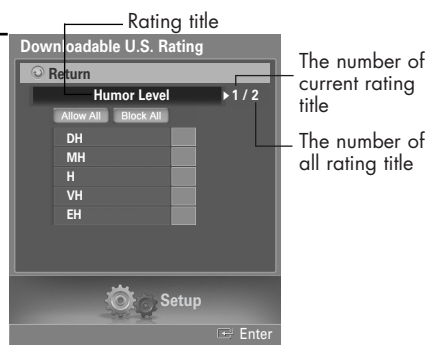 Rating title
Downloadable U.S. Rating
Return
Humor Level
1 / 2
Allow All
Block All
DH
MH
H
VH
EH
Setup
Enter
The number of
current rating
title
The number of
all rating title